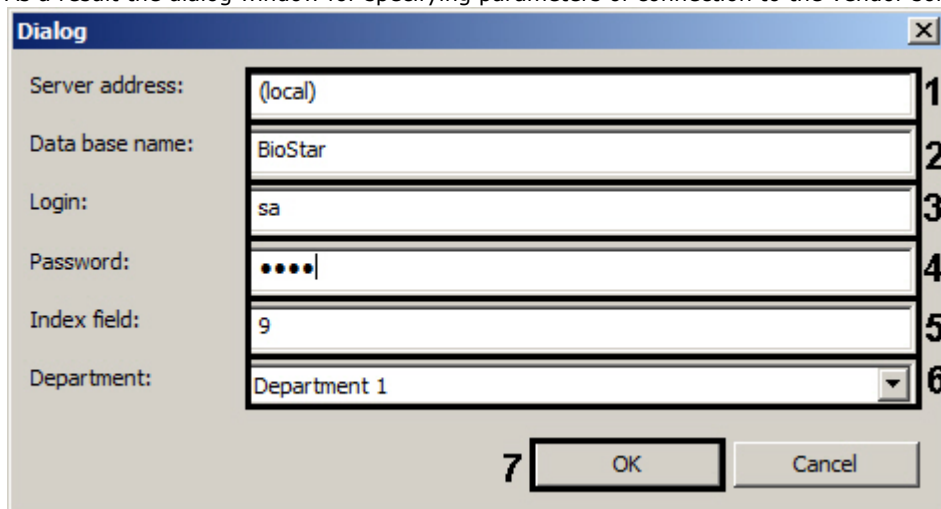 As a result the dialog window for specifying parameters of connection to the vendor
Dialog
Server address: (local) 1
Data base name: BioStar 2
Login: sa 3
Password: •••• 4
Index field: 9 5
Department: Department 1 6
7 OK Cancel